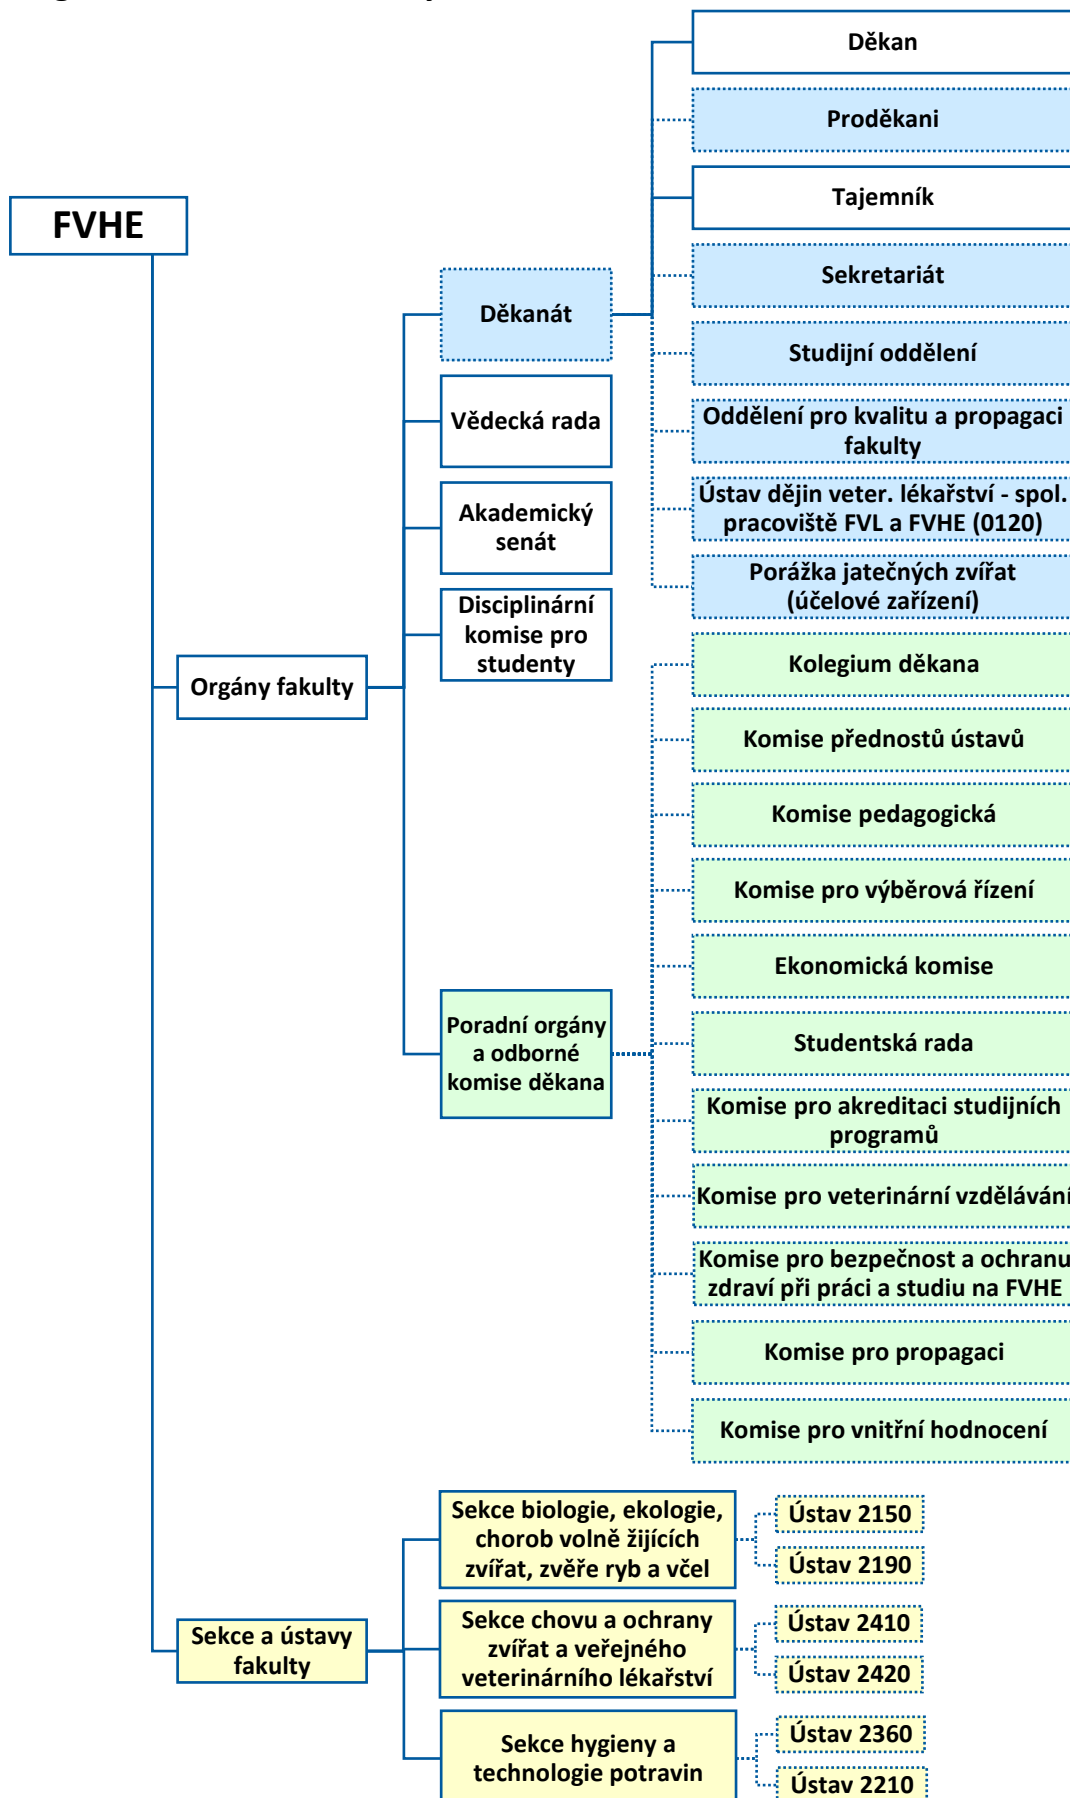 Děkan
Proděkani
Tajemník
FVHE
Sekretariát
Děkanát
Studijní oddělení
Vědecká rada
Oddělení pro kvalitu a propagaci
fakulty
Ústav dějin veter. lékařství - spol.
pracoviště FVL a FVHE (0120)
Akademický
senát
Porážka jatečných zvířat
(účelové zařízení)
Disciplinární
komise pro
studenty
Orgány fakulty
Kolegium děkana
Komise přednostů ústavů
Komise pedagogická
Komise pro výběrová řízení
Ekonomická komise
Poradní orgány
a odborné
komise děkana
Studentská rada
Komise pro akreditaci studijních
programů
Komise pro veterinární vzdělávání
Komise pro bezpečnost a ochranu
zdraví při práci a studiu na FVHE
Komise pro propagaci
Komise pro vnitřní hodnocení
Sekce biologie, ekologie,
chorob volně žijících
zvířat, zvěře ryb a včel
Ústav 2150
Ústav 2190
Sekce a ústavy
fakulty
Sekce chovu a ochrany
zvířat a veřejného
veterinárního lékařství
Ústav 2410
Ústav 2420
Sekce hygieny a
technologie potravin
Ústav 2360
Ústav 2210